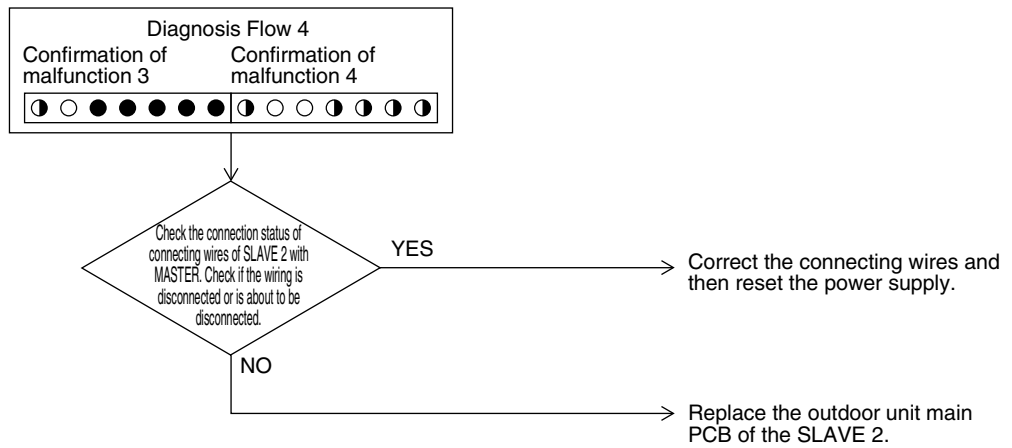 Diagnosis Flow 4
Confirmation of
malfunction 3
Confirmation of
malfunction 4
Check the connection status of
connecting wires of SLAVE 2 with
MASTER. Check if the wiring is
disconnected or is about to be
disconnected.
YES
Correct the connecting wires and
then reset the power supply.
NO
Replace the outdoor unit main
PCB of the SLAVE 2.